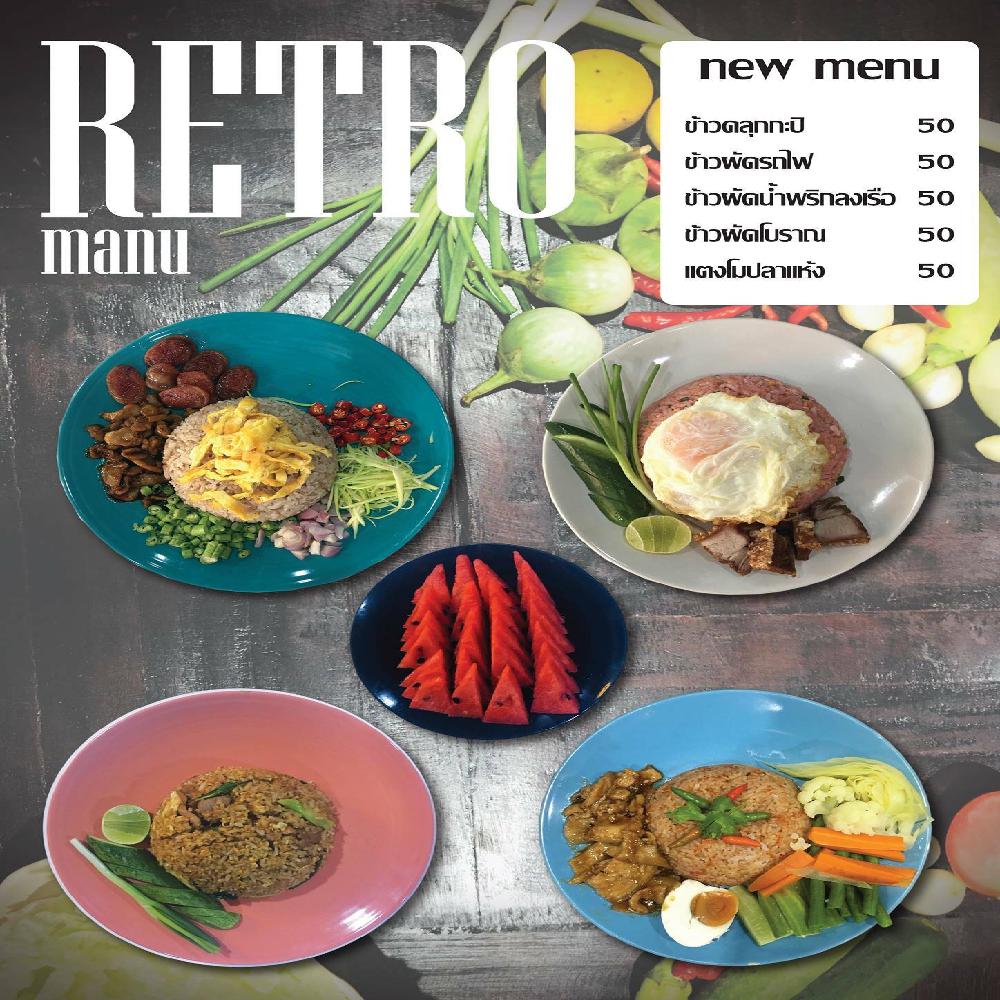 RETRO
manu
new menu
ข้าวคลุกกะปิ 50
ข้าวผัดรถไฟ 50
ข้าวผัดน้ำพริกลงเรือ 50
ข้าวผัดโบราณ 50
แตงโมปลาแห้ง 50